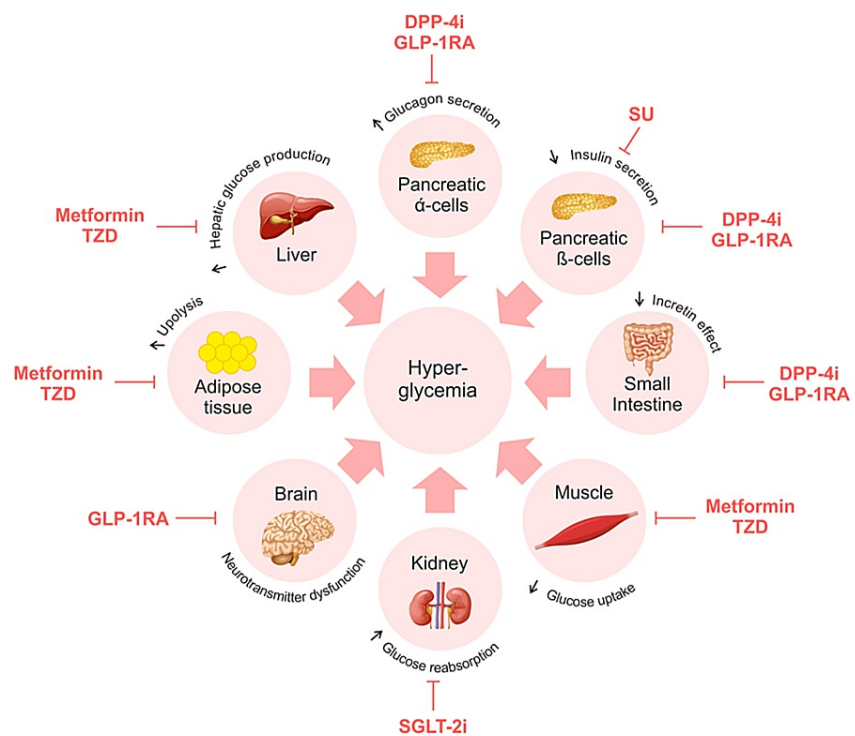 DPP-4i
GLP-1RA
↑ Glucagon secretion
Pancreatic
ά-cells
SU
↓ Insulin secretion
Pancreatic
ß-cells
DPP-4i
GLP-1RA
↓ Incretin effect
Small
Intestine
DPP-4i
GLP-1RA
Muscle
↓ Glucose uptake
Metformin
TZD
Kidney
↑ Glucose reabsorption
SGLT-2i
Brain
Neurotransmitter dysfunction
GLP-1RA
↑ Upolysis
Adipose
tissue
Metformin
TZD
↑ Hepatic glucose production
Liver
Metformin
TZD
Hyper-
glycemia